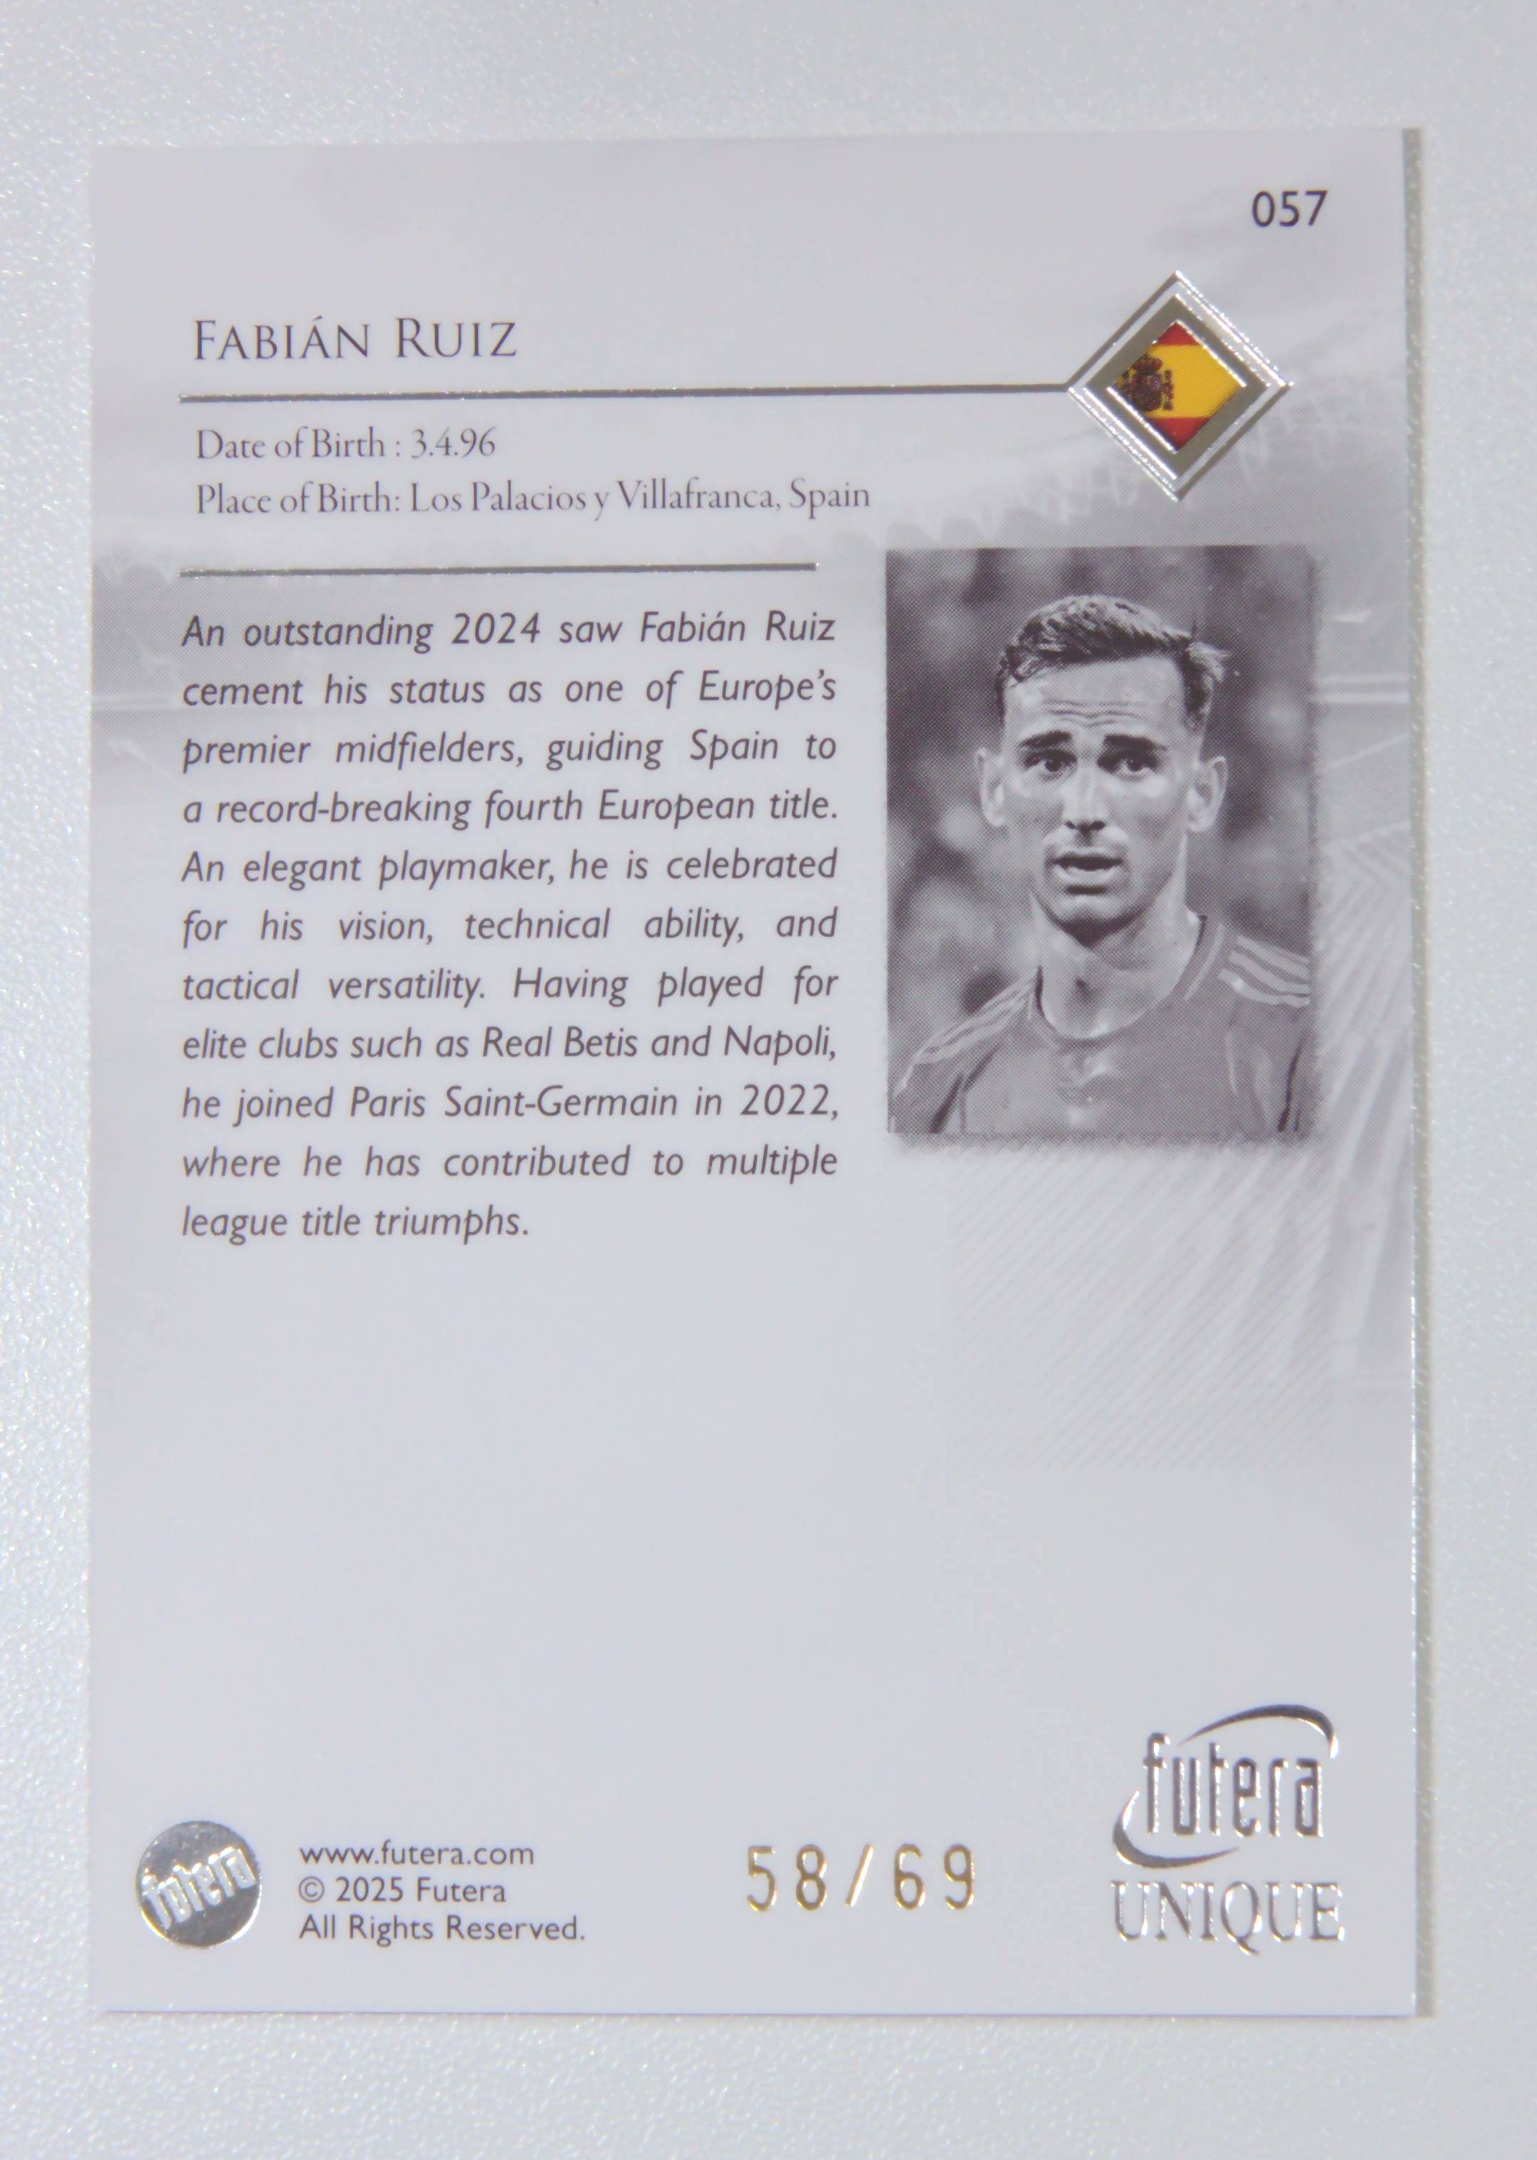 057
FABIÁN RUIZ
Date of Birth : 3.4.96
Place of Birth: Los Palacios y Villafranca, Spain
An outstanding 2024 saw Fabián Ruiz
cement his status as one of Europe's
premier midfielders, guiding Spain to
a record-breaking fourth European title.
An elegant playmaker, he is celebrated
for his vision, technical ability, and
tactical versatility. Having played for
elite clubs such as Real Betis and Napoli,
he joined Paris Saint-Germain in 2022,
where he has contributed to multiple
league title triumphs.
futera
UNIQUE
futera
www.futera.com
© 2025 Futera
All Rights Reserved.
58/69